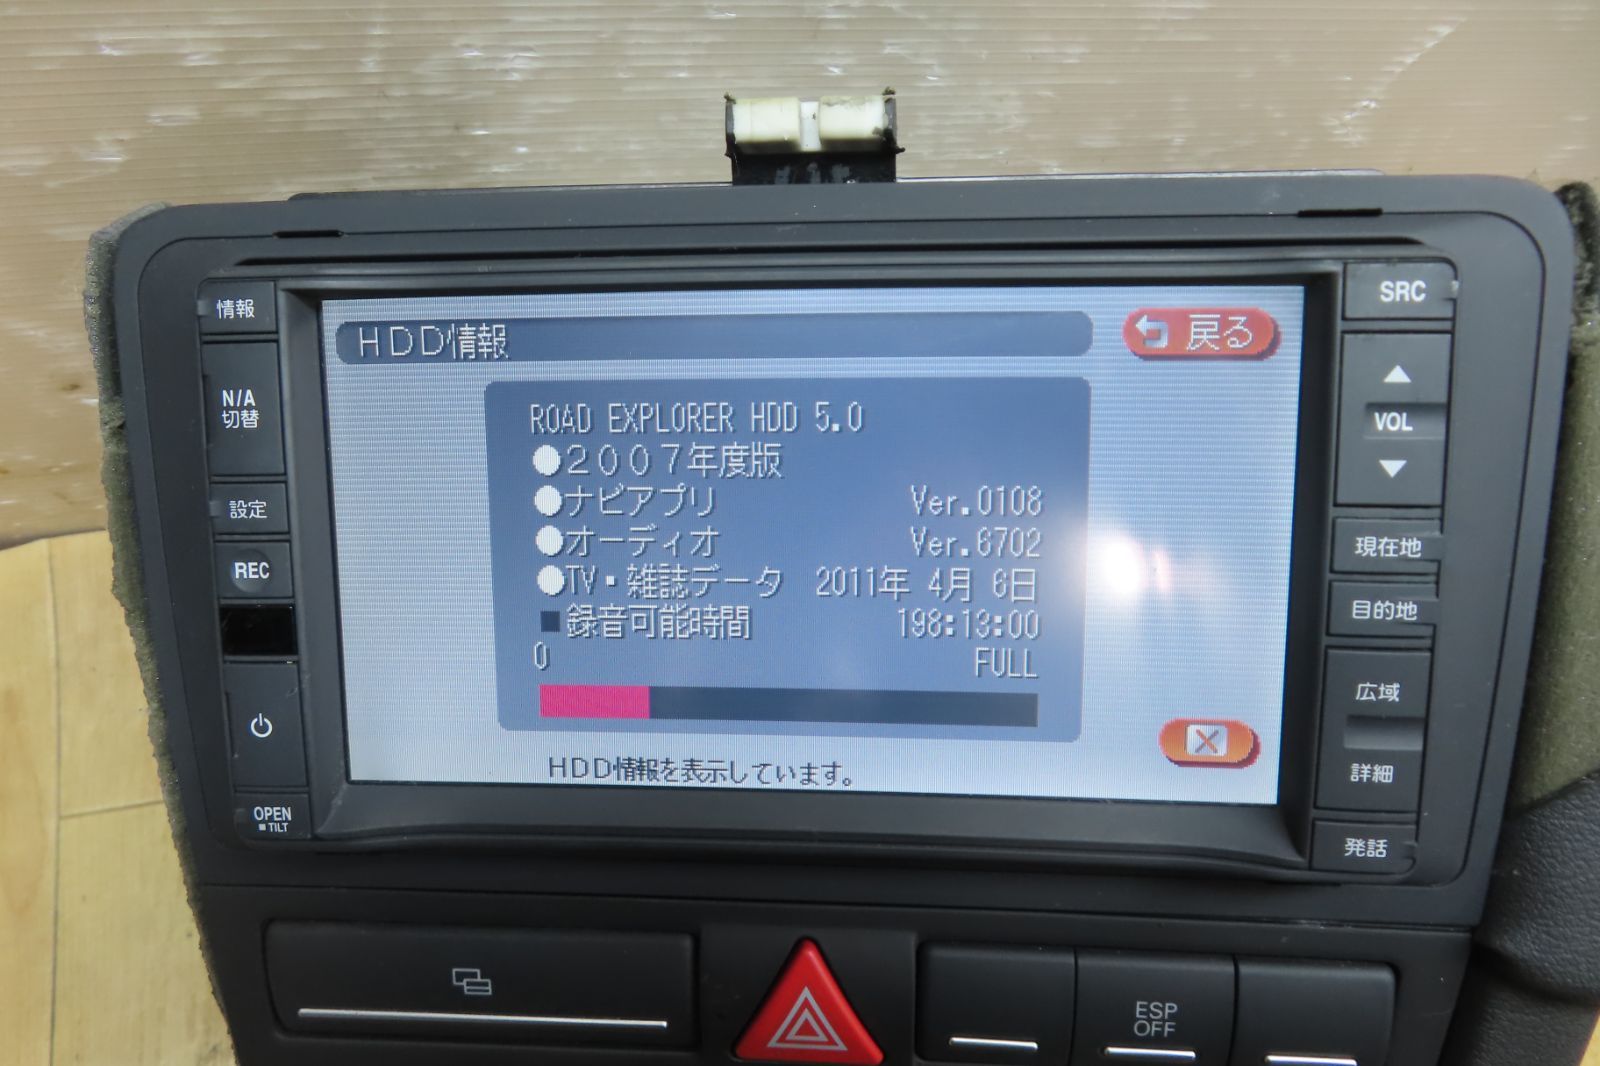 情報
N/A
切替
設定
REC
OPEN
■ TILT
HDD情報
戻る
ROAD EXPLORER HDD 5.0
●2007年度版
●ナビアプリ Ver.0108
●オーディオ Ver.6702
●TV・雑誌データ 2011年 4月 6日
■録音可能時間 198:13:00
0 FULL
HDD情報を表示しています。
SRC
▲
VOL
▼
現在地
目的地
広域
詳細
発話
ESP
OFF